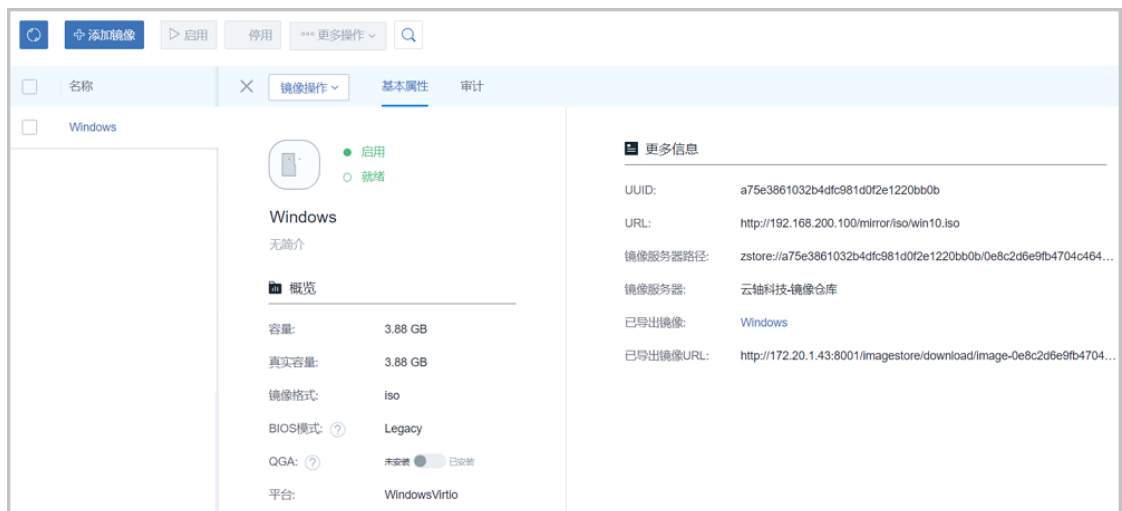 添加镜像 启用 停用 更多操作
名称 镜像操作 基本属性 审计
Windows
启用
就绪
Windows
无简介
概览
容量: 3.88 GB
真实容量: 3.88 GB
镜像格式: iso
BIOS模式: ? Legacy
QGA: ? 未安装 已安装
平台: WindowsVirtio
更多信息
UUID: a75e3861032b4dfc981d0f2e1220bb0b
URL: http://192.168.200.100/mirror/iso/win10.iso
镜像服务器路径: zstore://a75e3861032b4dfc981d0f2e1220bb0b/0e8c2d6e9fb4704c464...
镜像服务器: 云轴科技-镜像仓库
已导出镜像: Windows
已导出镜像URL: http://172.20.1.43:8001/imagestore/download/image-0e8c2d6e9fb4704...